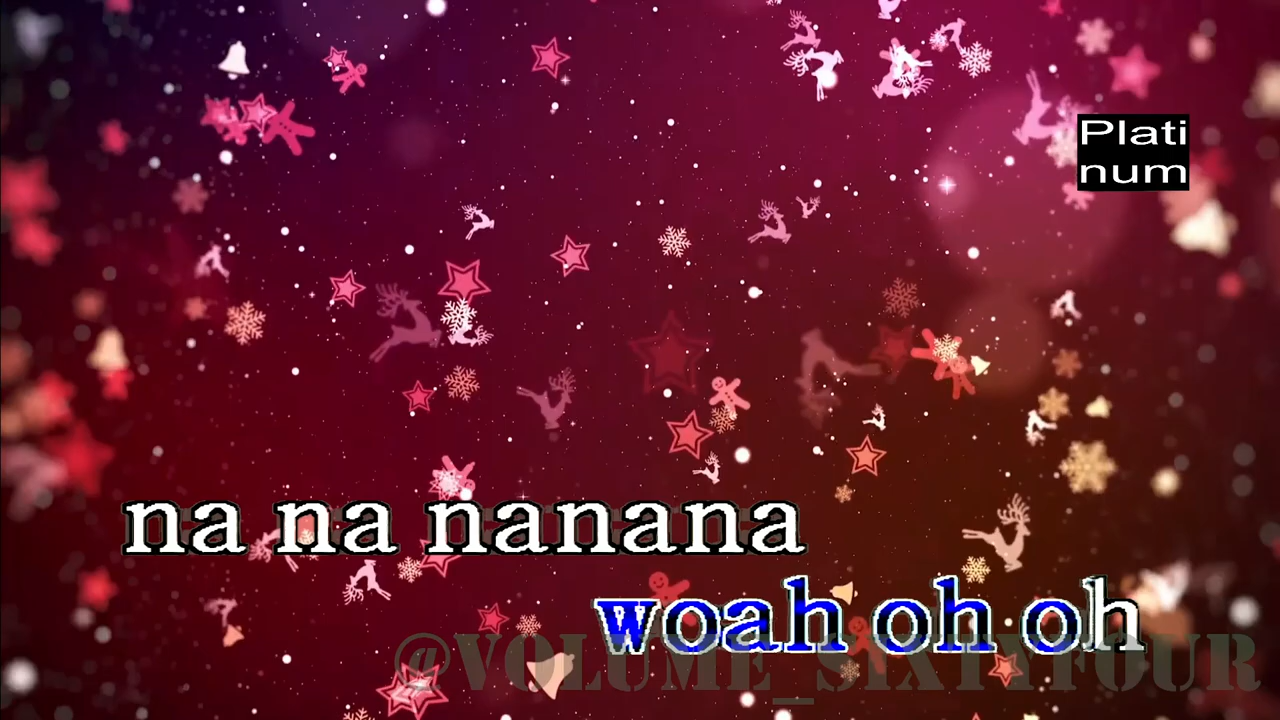 Plati
num
na na nanana
woah oh oh
@VOLUME_SIXTYFOUR